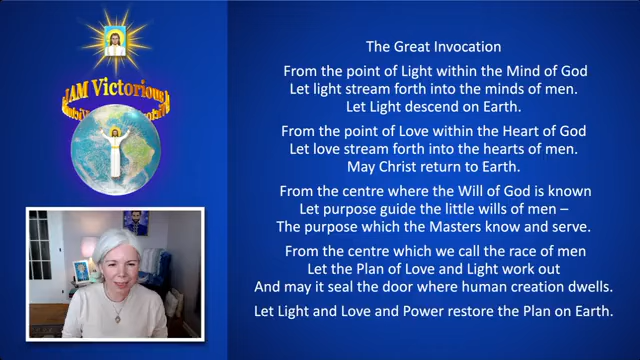 JAM Victorious
The Great Invocation
From the point of Light within the Mind of God
Let light stream forth into the minds of men.
Let Light descend on Earth.
From the point of Love within the Heart of God
Let love stream forth into the hearts of men.
May Christ return to Earth.
From the centre where the Will of God is known
Let purpose guide the little wills of men –
The purpose which the Masters know and serve.
From the centre which we call the race of men
Let the Plan of Love and Light work out
And may it seal the door where human creation dwells.
Let Light and Love and Power restore the Plan on Earth.